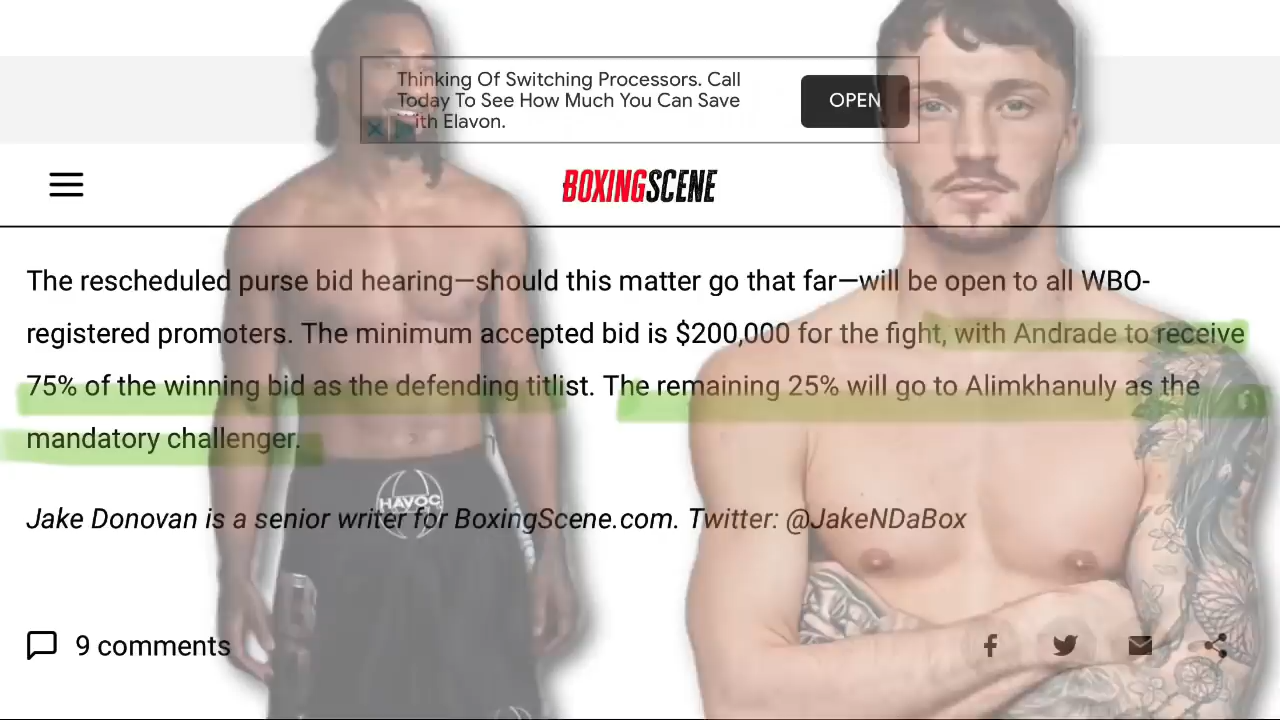 Thinking Of Switching Processors. Call
Today To See How Much You Can Save
With Elavon.
OPEN
BOXINGSCENE
The rescheduled purse bid hearing—should this matter go that far—will be open to all WBO-
registered promoters. The minimum accepted bid is $200,000 for the fight, with Andrade to receive
75% of the winning bid as the defending titlist. The remaining 25% will go to Alimkhanuly as the
mandatory challenger.
HAVOC
Jake Donovan is a senior writer for BoxingScene.com. Twitter: @JakeNDaBox
9 comments